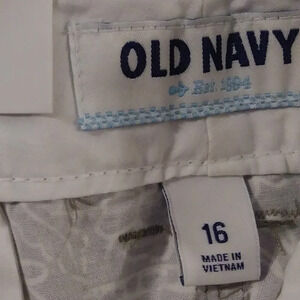 OLD NAVY
Est. 1994
16
MADE IN
VIETNAM